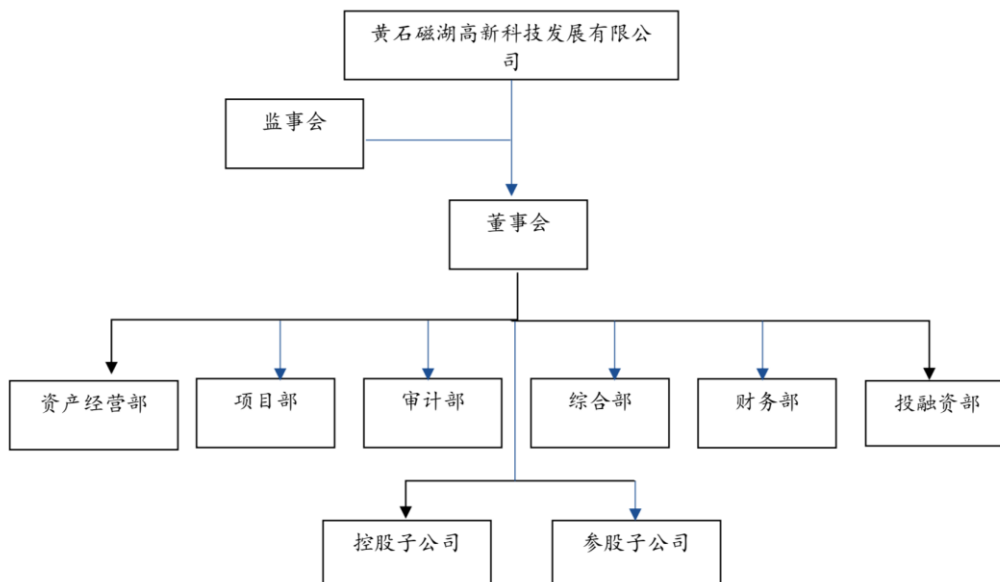 黄石磁湖高新科技发展有限公
司
监事会
董事会
资产经营部
项目部
审计部
综合部
财务部
投融资部
控股子公司
参股子公司